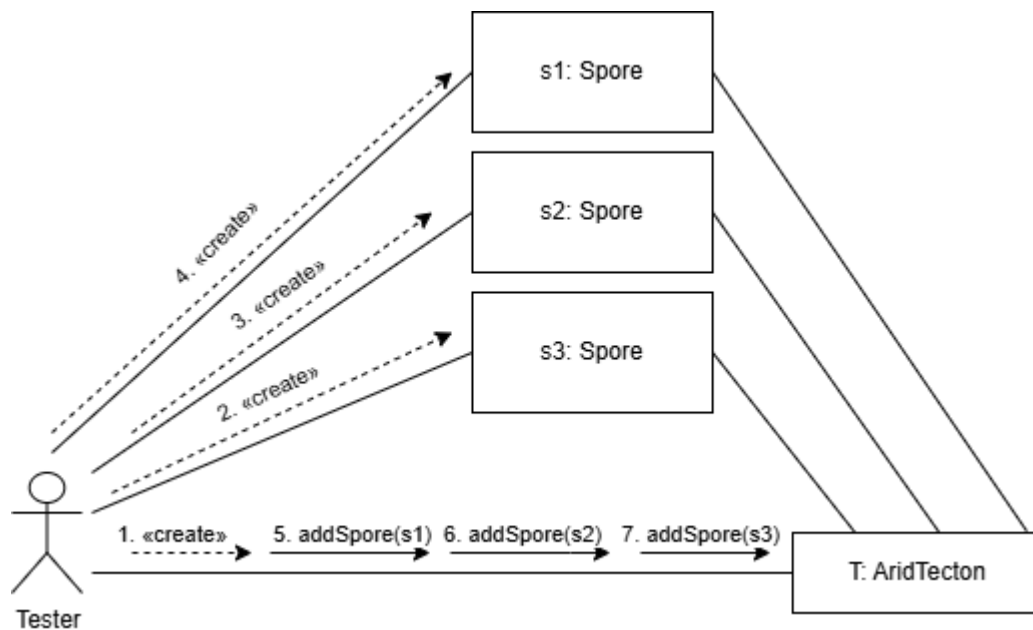 s1: Spore
4. «create»
s2: Spore
3. «create»
s3: Spore
2. «create»
1. «create»
5. addSpore(s1)
6. addSpore(s2)
7. addSpore(s3)
T: AridTecton
Tester